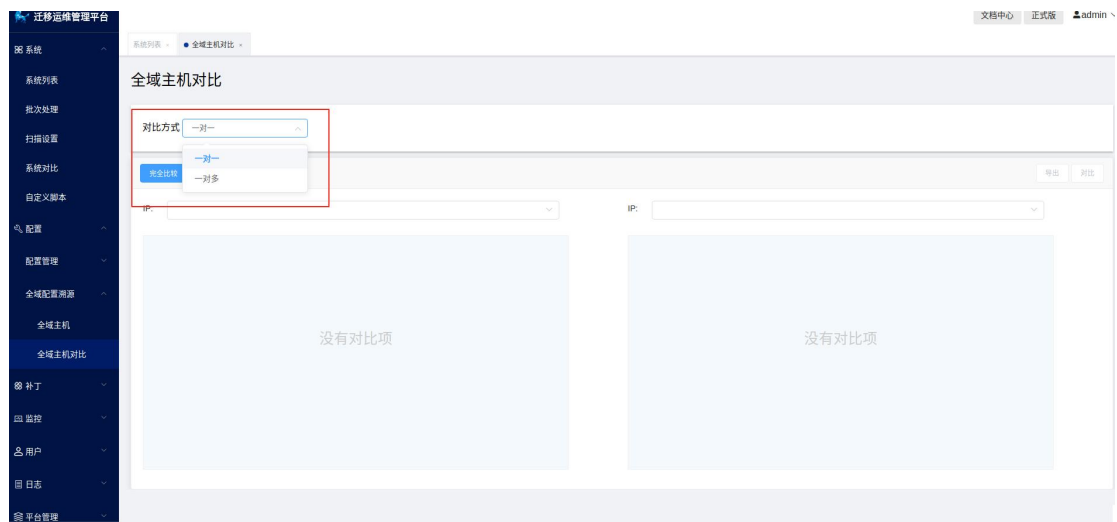 迁移运维管理平台
文档中心 正式版 admin
系统
系统列表 × 全域主机对比 ×
系统列表
全域主机对比
批次处理
对比方式 一对一
扫描设置
一对一
系统对比
完全比较 一对多 导出 对比
自定义脚本
IP: IP:
配置
配置管理
全域配置溯源
全域主机
没有对比项 没有对比项
全域主机对比
补丁
监控
用户
日志
平台管理